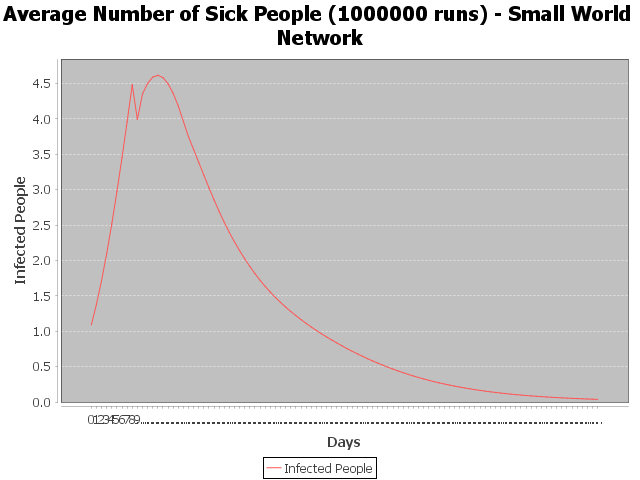 Average Number of Sick People (1000000 runs) - Small World
Network
Infected People
4.5
4.0
3.5
3.0
2.5
2.0
1.5
1.0
0.5
0.0
0123456789
Days
Infected People